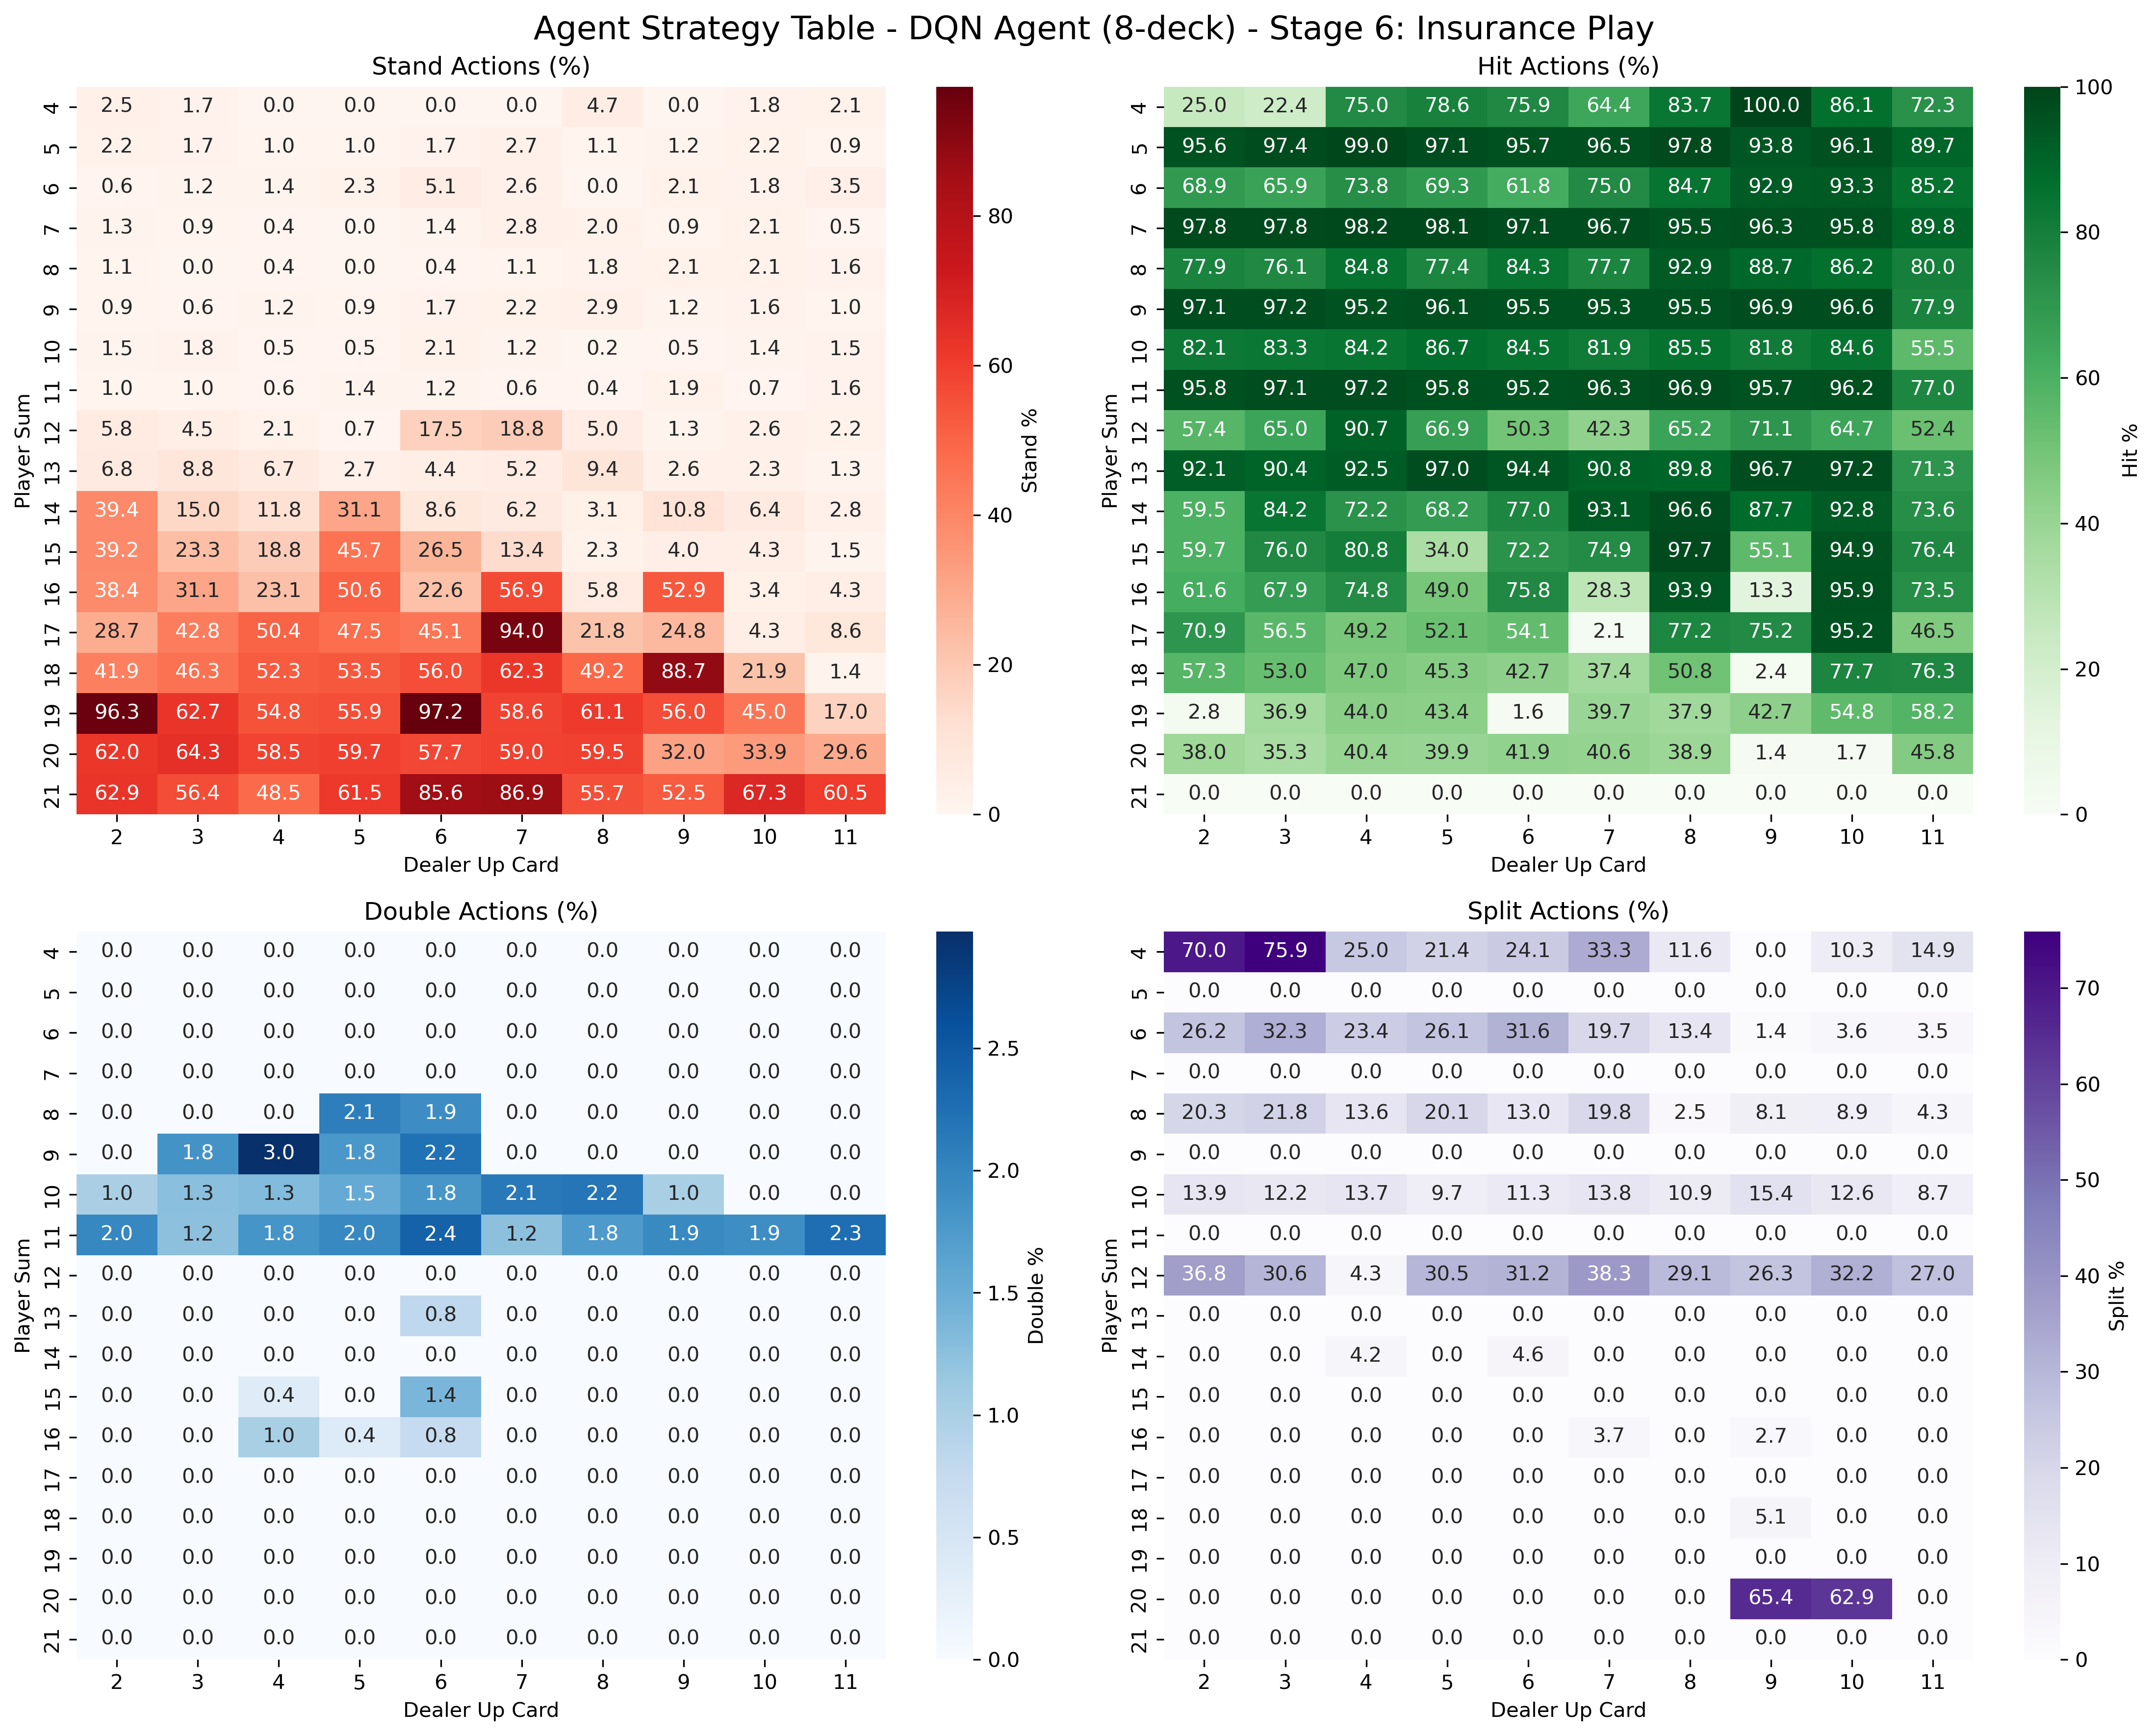 Agent Strategy Table - DQN Agent (8-deck) - Stage 6: Insurance Play
Stand Actions (%)
4 2.5 1.7 0.0 0.0 0.0 0.0 4.7 0.0 1.8 2.1
5 2.2 1.7 1.0 1.0 1.7 2.7 1.1 1.2 2.2 0.9
6 0.6 1.2 1.4 2.3 5.1 2.6 0.0 2.1 1.8 3.5
7 1.3 0.9 0.4 0.0 1.4 2.8 2.0 0.9 2.1 0.5
8 1.1 0.0 0.4 0.0 0.4 1.1 1.8 2.1 2.1 1.6
9 0.9 0.6 1.2 0.9 1.7 2.2 2.9 1.2 1.6 1.0
10 1.5 1.8 0.5 0.5 2.1 1.2 0.2 0.5 1.4 1.5
11 1.0 1.0 0.6 1.4 1.2 0.6 0.4 1.9 0.7 1.6
12 5.8 4.5 2.1 0.7 17.5 18.8 5.0 1.3 2.6 2.2
13 6.8 8.8 6.7 2.7 4.4 5.2 9.4 2.6 2.3 1.3
14 39.4 15.0 11.8 31.1 8.6 6.2 3.1 10.8 6.4 2.8
15 39.2 23.3 18.8 45.7 26.5 13.4 2.3 4.0 4.3 1.5
16 38.4 31.1 23.1 50.6 22.6 56.9 5.8 52.9 3.4 4.3
17 28.7 42.8 50.4 47.5 45.1 94.0 21.8 24.8 4.3 8.6
18 41.9 46.3 52.3 53.5 56.0 62.3 49.2 88.7 21.9 1.4
19 96.3 62.7 54.8 55.9 97.2 58.6 61.1 56.0 45.0 17.0
20 62.0 64.3 58.5 59.7 57.7 59.0 59.5 32.0 33.9 29.6
21 62.9 56.4 48.5 61.5 85.6 86.9 55.7 52.5 67.3 60.5
2 3 4 5 6 7 8 9 10 11
Dealer Up Card
Player Sum
80
60
40
20
0
Stand %
Hit Actions (%)
4 25.0 22.4 75.0 78.6 75.9 64.4 83.7 100.0 86.1 72.3
5 95.6 97.4 99.0 97.1 95.7 96.5 97.8 93.8 96.1 89.7
6 68.9 65.9 73.8 69.3 61.8 75.0 84.7 92.9 93.3 85.2
7 97.8 97.8 98.2 98.1 97.1 96.7 95.5 96.3 95.8 89.8
8 77.9 76.1 84.8 77.4 84.3 77.7 92.9 88.7 86.2 80.0
9 97.1 97.2 95.2 96.1 95.5 95.3 95.5 96.9 96.6 77.9
10 82.1 83.3 84.2 86.7 84.5 81.9 85.5 81.8 84.6 55.5
11 95.8 97.1 97.2 95.8 95.2 96.3 96.9 95.7 96.2 77.0
12 57.4 65.0 90.7 66.9 50.3 42.3 65.2 71.1 64.7 52.4
13 92.1 90.4 92.5 97.0 94.4 90.8 89.8 96.7 97.2 71.3
14 59.5 84.2 72.2 68.2 77.0 93.1 96.6 87.7 92.8 73.6
15 59.7 76.0 80.8 34.0 72.2 74.9 97.7 55.1 94.9 76.4
16 61.6 67.9 74.8 49.0 75.8 28.3 93.9 13.3 95.9 73.5
17 70.9 56.5 49.2 52.1 54.1 2.1 77.2 75.2 95.2 46.5
18 57.3 53.0 47.0 45.3 42.7 37.4 50.8 2.4 77.7 76.3
19 2.8 36.9 44.0 43.4 1.6 39.7 37.9 42.7 54.8 58.2
20 38.0 35.3 40.4 39.9 41.9 40.6 38.9 1.4 1.7 45.8
21 0.0 0.0 0.0 0.0 0.0 0.0 0.0 0.0 0.0 0.0
2 3 4 5 6 7 8 9 10 11
Dealer Up Card
Player Sum
100
80
60
40
20
0
Hit %
Double Actions (%)
4 0.0 0.0 0.0 0.0 0.0 0.0 0.0 0.0 0.0 0.0
5 0.0 0.0 0.0 0.0 0.0 0.0 0.0 0.0 0.0 0.0
6 0.0 0.0 0.0 0.0 0.0 0.0 0.0 0.0 0.0 0.0
7 0.0 0.0 0.0 0.0 0.0 0.0 0.0 0.0 0.0 0.0
8 0.0 0.0 0.0 2.1 1.9 0.0 0.0 0.0 0.0 0.0
9 0.0 1.8 3.0 1.8 2.2 0.0 0.0 0.0 0.0 0.0
10 1.0 1.3 1.3 1.5 1.8 2.1 2.2 1.0 0.0 0.0
11 2.0 1.2 1.8 2.0 2.4 1.2 1.8 1.9 1.9 2.3
12 0.0 0.0 0.0 0.0 0.0 0.0 0.0 0.0 0.0 0.0
13 0.0 0.0 0.0 0.0 0.8 0.0 0.0 0.0 0.0 0.0
14 0.0 0.0 0.0 0.0 0.0 0.0 0.0 0.0 0.0 0.0
15 0.0 0.0 0.4 0.0 1.4 0.0 0.0 0.0 0.0 0.0
16 0.0 0.0 1.0 0.4 0.8 0.0 0.0 0.0 0.0 0.0
17 0.0 0.0 0.0 0.0 0.0 0.0 0.0 0.0 0.0 0.0
18 0.0 0.0 0.0 0.0 0.0 0.0 0.0 0.0 0.0 0.0
19 0.0 0.0 0.0 0.0 0.0 0.0 0.0 0.0 0.0 0.0
20 0.0 0.0 0.0 0.0 0.0 0.0 0.0 0.0 0.0 0.0
21 0.0 0.0 0.0 0.0 0.0 0.0 0.0 0.0 0.0 0.0
2 3 4 5 6 7 8 9 10 11
Dealer Up Card
Player Sum
2.5
2.0
1.5
1.0
0.5
0.0
Double %
Split Actions (%)
4 70.0 75.9 25.0 21.4 24.1 33.3 11.6 0.0 10.3 14.9
5 0.0 0.0 0.0 0.0 0.0 0.0 0.0 0.0 0.0 0.0
6 26.2 32.3 23.4 26.1 31.6 19.7 13.4 1.4 3.6 3.5
7 0.0 0.0 0.0 0.0 0.0 0.0 0.0 0.0 0.0 0.0
8 20.3 21.8 13.6 20.1 13.0 19.8 2.5 8.1 8.9 4.3
9 0.0 0.0 0.0 0.0 0.0 0.0 0.0 0.0 0.0 0.0
10 13.9 12.2 13.7 9.7 11.3 13.8 10.9 15.4 12.6 8.7
11 0.0 0.0 0.0 0.0 0.0 0.0 0.0 0.0 0.0 0.0
12 36.8 30.6 4.3 30.5 31.2 38.3 29.1 26.3 32.2 27.0
13 0.0 0.0 0.0 0.0 0.0 0.0 0.0 0.0 0.0 0.0
14 0.0 0.0 4.2 0.0 4.6 0.0 0.0 0.0 0.0 0.0
15 0.0 0.0 0.0 0.0 0.0 0.0 0.0 0.0 0.0 0.0
16 0.0 0.0 0.0 0.0 0.0 3.7 0.0 2.7 0.0 0.0
17 0.0 0.0 0.0 0.0 0.0 0.0 0.0 0.0 0.0 0.0
18 0.0 0.0 0.0 0.0 0.0 0.0 0.0 5.1 0.0 0.0
19 0.0 0.0 0.0 0.0 0.0 0.0 0.0 0.0 0.0 0.0
20 0.0 0.0 0.0 0.0 0.0 0.0 0.0 65.4 62.9 0.0
21 0.0 0.0 0.0 0.0 0.0 0.0 0.0 0.0 0.0 0.0
2 3 4 5 6 7 8 9 10 11
Dealer Up Card
Player Sum
70
60
50
40
30
20
10
0
Split %